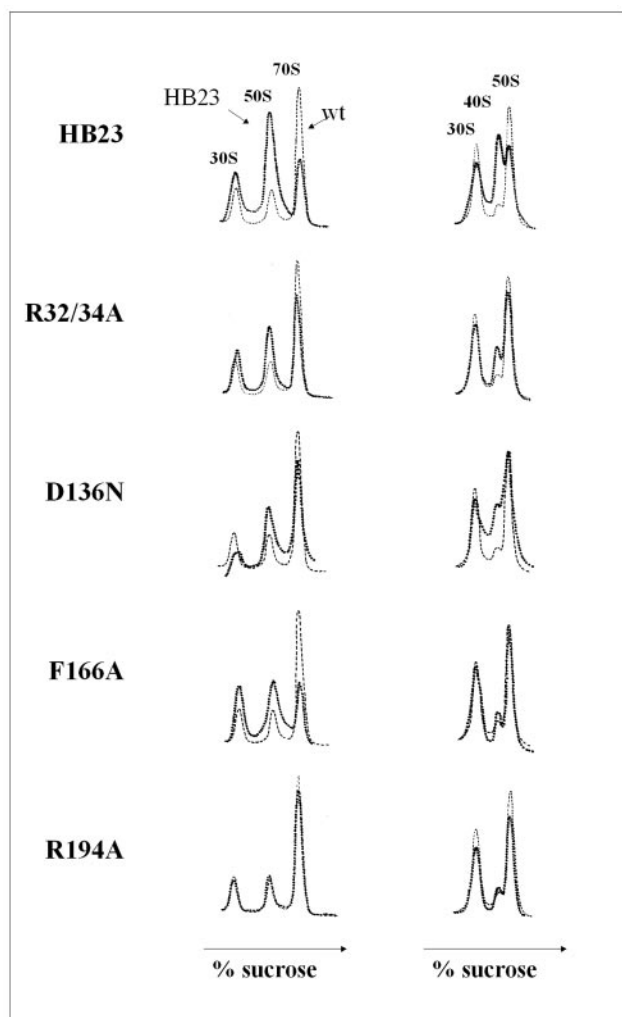 70S
50S
HB23
50S
40S
wt
HB23
30S
30S
R32/34A
D136N
F166A
R194A
% sucrose
% sucrose